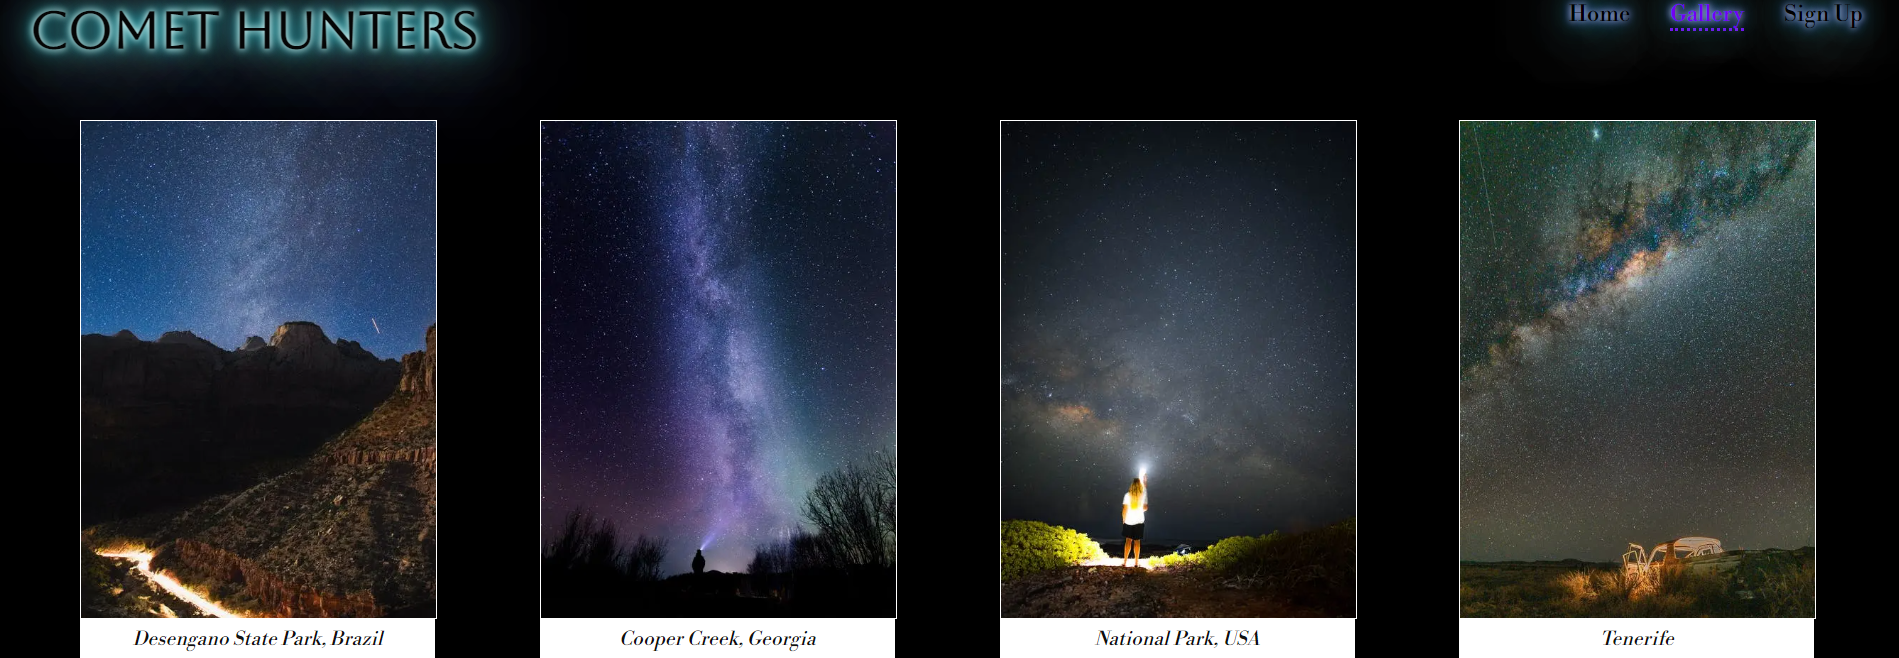 COMET HUNTERS
Home Gallery Sign Up
Desengano State Park, Brazil
Cooper Creek, Georgia
National Park, USA
Tenerife